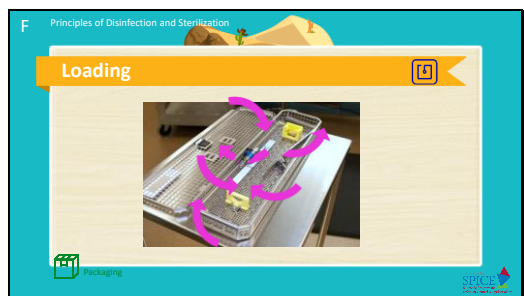 F
Principles of Disinfection and Sterilization
Loading
Packaging
SPICE